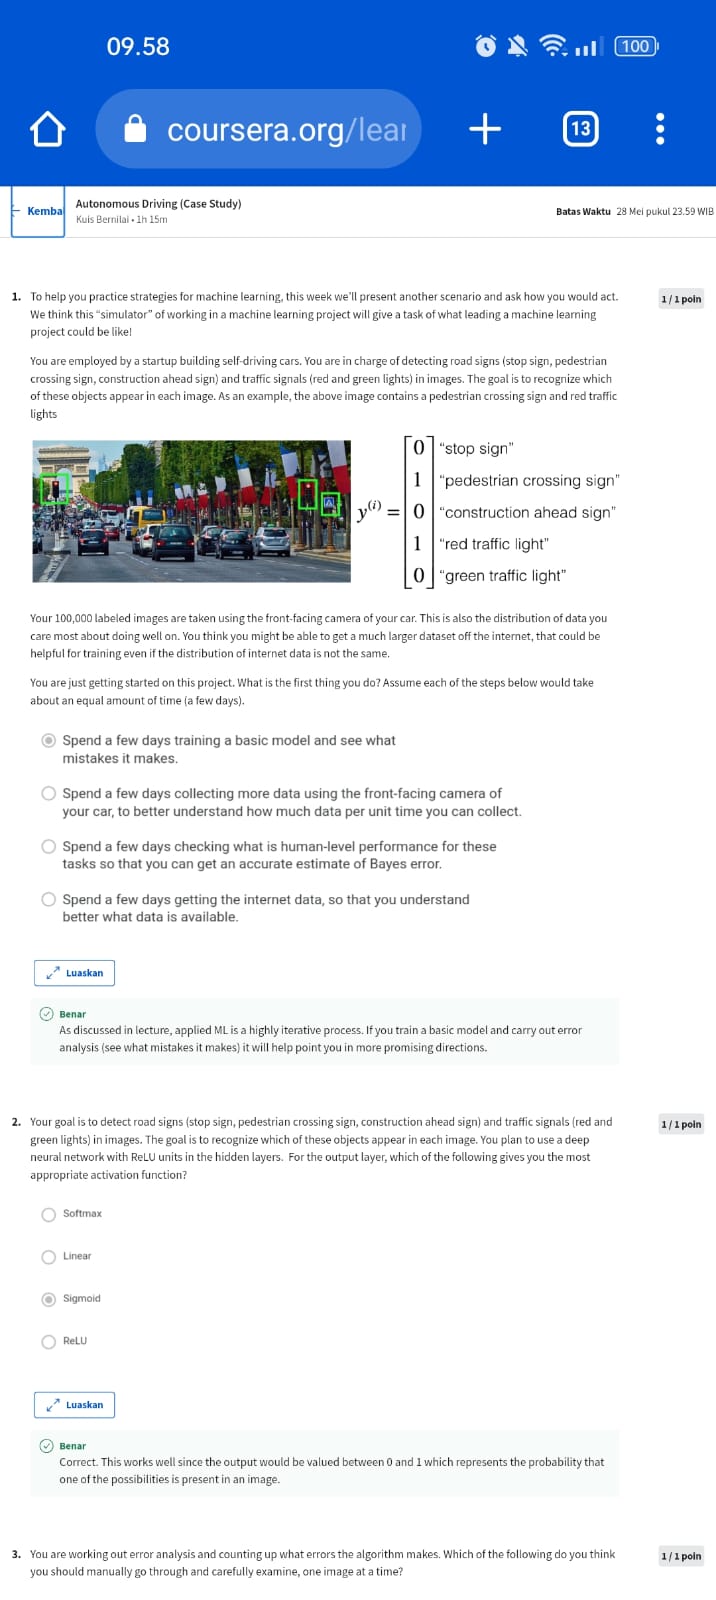 09.58
100
coursera.org/lear
13
Kemba
Autonomous Driving (Case Study)
Kuis Bernilai • 1h 15m
Batas Waktu 28 Mei pukul 23.59 WIB
1. To help you practice strategies for machine learning, this week we'll present another scenario and ask how you would act.
We think this "simulator" of working in a machine learning project will give a task of what leading a machine learning
project could be like!
1 / 1 poin
You are employed by a startup building self-driving cars. You are in charge of detecting road signs (stop sign, pedestrian
crossing sign, construction ahead sign) and traffic signals (red and green lights) in images. The goal is to recognize which
of these objects appear in each image. As an example, the above image contains a pedestrian crossing sign and red traffic
lights
y(i) =
0 "stop sign"
1 "pedestrian crossing sign"
0 "construction ahead sign"
1 "red traffic light"
0 "green traffic light"
Your 100,000 labeled images are taken using the front-facing camera of your car. This is also the distribution of data you
care most about doing well on. You think you might be able to get a much larger dataset off the internet, that could be
helpful for training even if the distribution of internet data is not the same.
You are just getting started on this project. What is the first thing you do? Assume each of the steps below would take
about an equal amount of time (a few days).
Spend a few days training a basic model and see what
mistakes it makes.
Spend a few days collecting more data using the front-facing camera of
your car, to better understand how much data per unit time you can collect.
Spend a few days checking what is human-level performance for these
tasks so that you can get an accurate estimate of Bayes error.
Spend a few days getting the internet data, so that you understand
better what data is available.
Luaskan
Benar
As discussed in lecture, applied ML is a highly iterative process. If you train a basic model and carry out error
analysis (see what mistakes it makes) it will help point you in more promising directions.
2. Your goal is to detect road signs (stop sign, pedestrian crossing sign, construction ahead sign) and traffic signals (red and
green lights) in images. The goal is to recognize which of these objects appear in each image. You plan to use a deep
neural network with ReLU units in the hidden layers. For the output layer, which of the following gives you the most
appropriate activation function?
1 / 1 poin
Softmax
Linear
Sigmoid
ReLU
Luaskan
Benar
Correct. This works well since the output would be valued between 0 and 1 which represents the probability that
one of the possibilities is present in an image.
3. You are working out error analysis and counting up what errors the algorithm makes. Which of the following do you think
you should manually go through and carefully examine, one image at a time?
1 / 1 poin